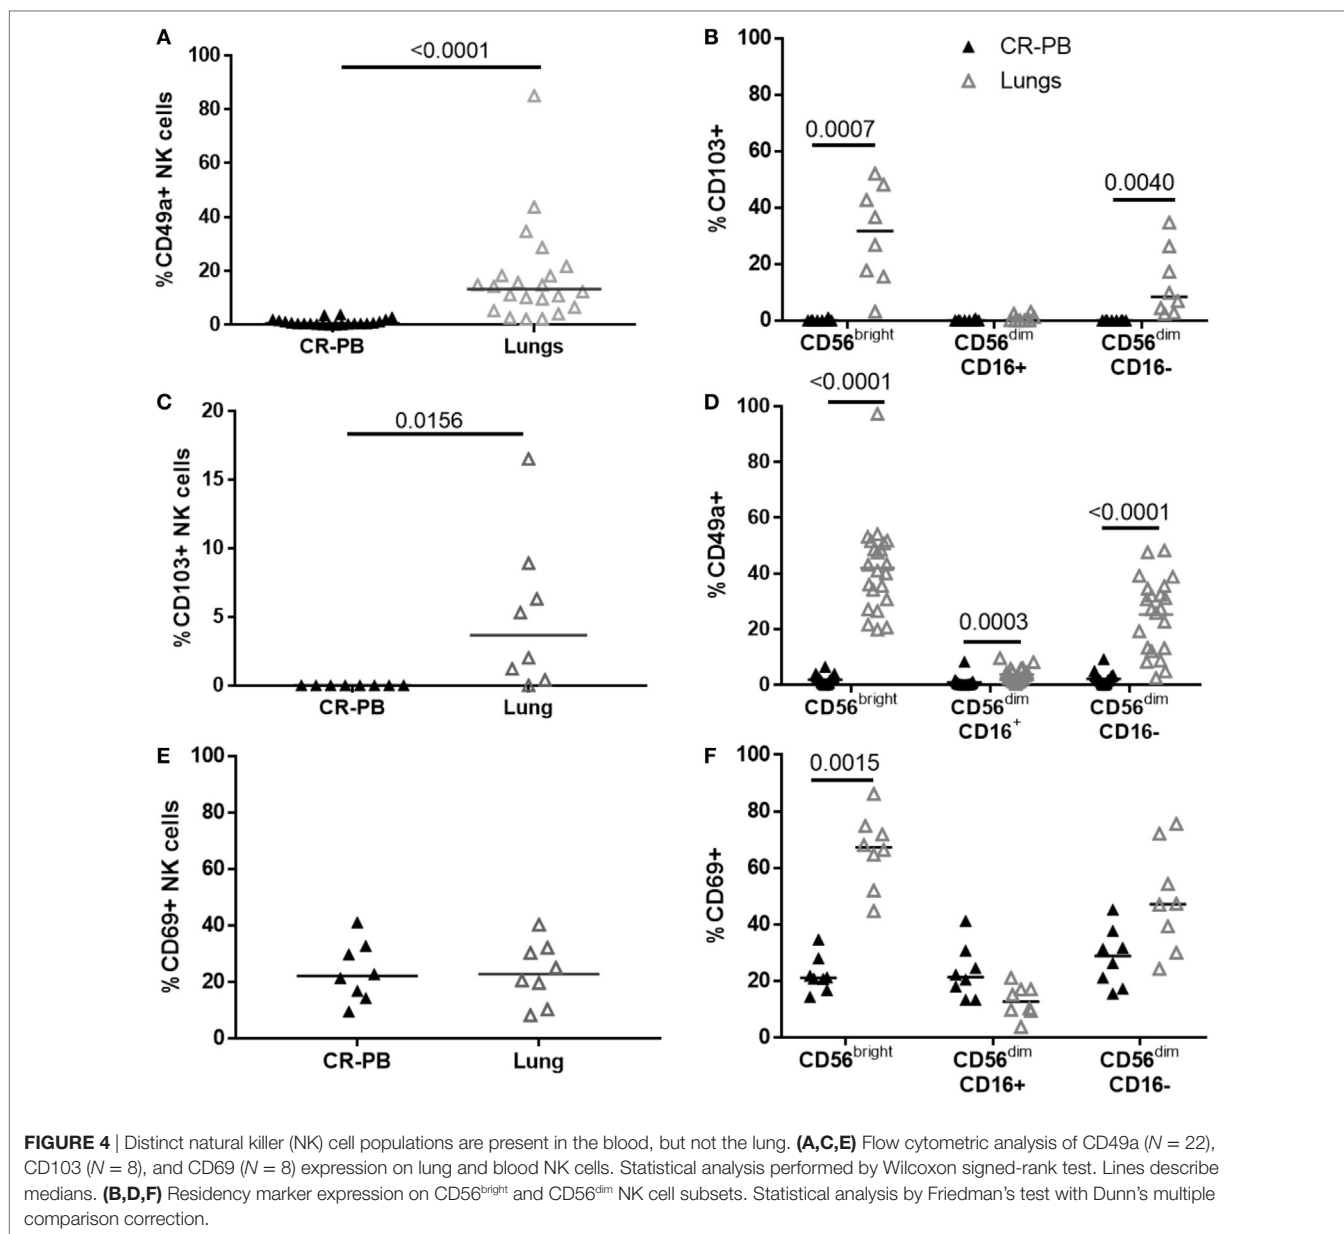 A
<0.0001
100
80
60
40
20
0
%CD49a+ NK cells
CR-PB
Lungs
B
CR-PB
Lungs
100
80
60
40
20
0
% CD103+
0.0007
0.0040
CD56bright
CD56dim
CD16+
CD56dim
CD16-
C
20
15
10
5
0
%CD103+ NK cells
0.0156
CR-PB
Lung
D
<0.0001
100
80
60
40
20
0
% CD49a+
0.0003
<0.0001
CD56bright
CD56dim
CD16+
CD56dim
CD16-
E
100
80
60
40
20
0
%CD69+ NK cells
CR-PB
Lung
F
100
80
60
40
20
0
% CD69+
0.0015
CD56bright
CD56dim
CD16+
CD56dim
CD16-
FIGURE 4 | Distinct natural killer (NK) cell populations are present in the blood, but not the lung. (A,C,E) Flow cytometric analysis of CD49a (N = 22),
CD103 (N = 8), and CD69 (N = 8) expression on lung and blood NK cells. Statistical analysis performed by Wilcoxon signed-rank test. Lines describe
medians. (B,D,F) Residency marker expression on CD56bright and CD56dim NK cell subsets. Statistical analysis by Friedman's test with Dunn's multiple
comparison correction.